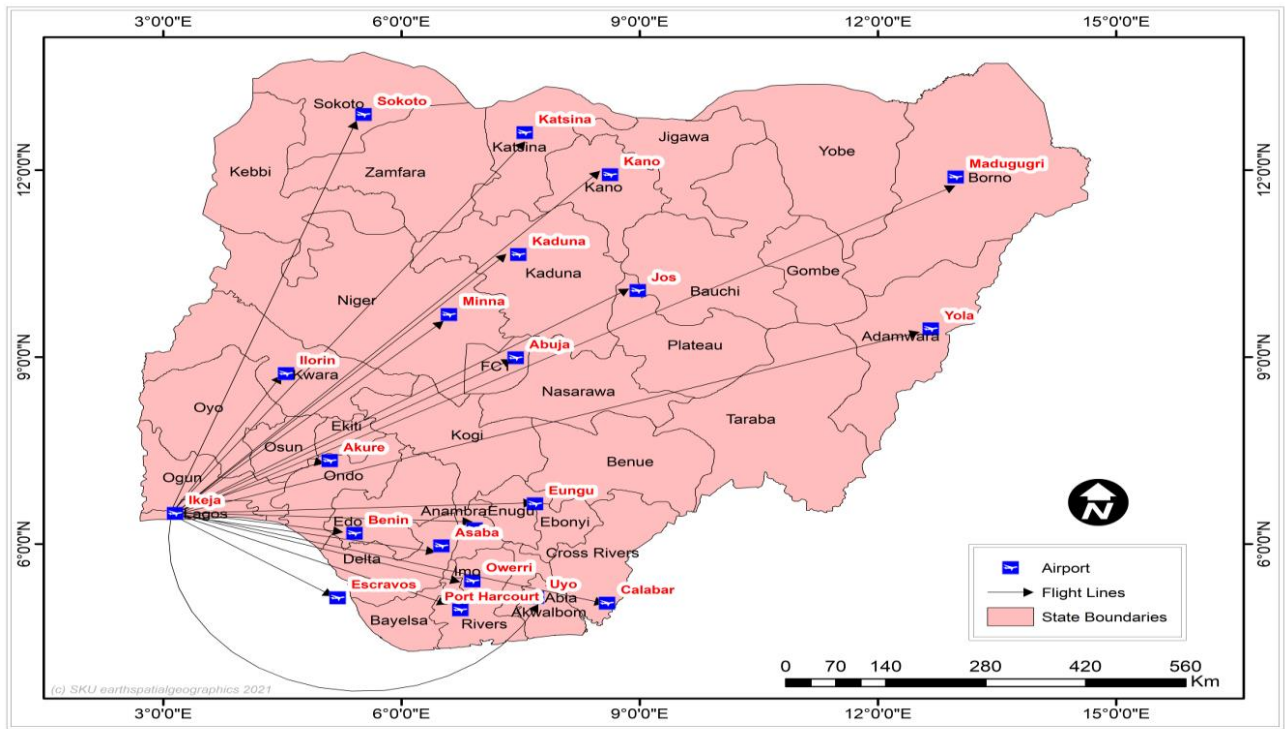 3°0'0"E 6°0'0"E 9°0'0"E 12°0'0"E 15°0'0"E
Sokoto Sokoto
Katsina
Katsina
Jigawa
Yobe
Kebbi
Zamfara
Kano
Kano
Madugugri
Borno
12°0'0"N 12°0'0"N
Kaduna
Kaduna
Jos
Gombe
Bauchi
Niger
Minna
Yola
Adamwara
Abuja
FCT
Plateau
9°0'0"N 9°0'0"N
Ilorin
Kwara
Nasarawa
Oyo
Taraba
Ekiti
Kogi
Osun
Akure
Ondo
Benue
Ogun
Ikeja
Lagos
Eungu
Anambra Enugu
Ebonyi
Edo
Benin
Asaba
6°0'0"N 6°0'0"N
Delta
Cross Rivers
Imo
Owerri
Escravos
Uyo
Calabar
Port Harcourt
Abia
Akwaibom
Bayelsa
Rivers
N
Airport
Flight Lines
State Boundaries
0 70 140 280 420 560
Km
(c) SKU earthspatialgeographics 2021
3°0'0"E 6°0'0"E 9°0'0"E 12°0'0"E 15°0'0"E